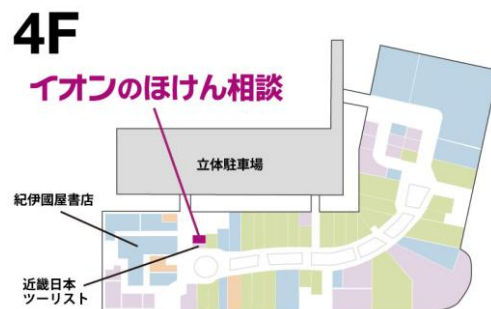 4F
イオンのほけん相談
立体駐車場
紀伊國屋書店
近畿日本
ツーリスト